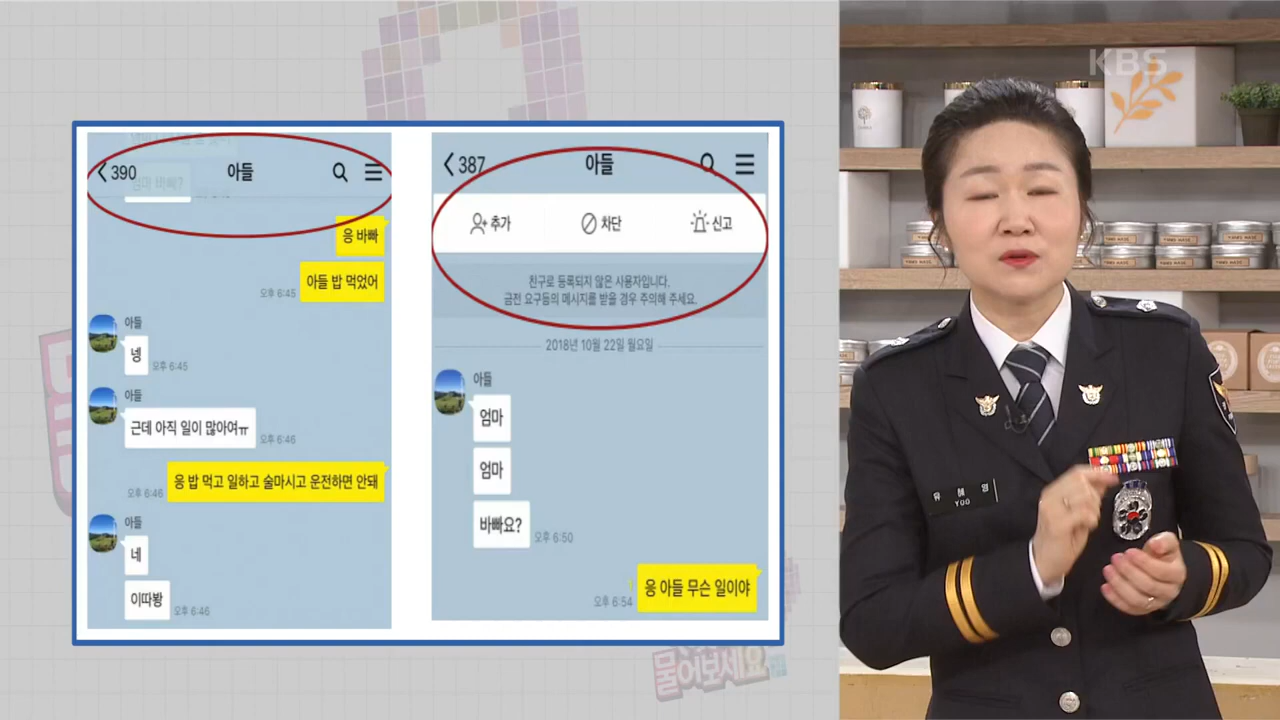 KBS
390
아들
엄마 바빠?
응 바빠
아들 밥 먹었어
오후 6:45
아들
넹
오후 6:45
아들
근데 아직 일이 많아여ㅠ
오후 6:46
응 밥 먹고 일하고 술마시고 운전하면 안돼
오후 6:46
아들
네
이따봥
오후 6:46
387
아들
추가
차단
신고
친구로 등록되지 않은 사용자입니다.
금전 요구등의 메시지를 받을 경우 주의해 주세요.
2018년 10월 22일 월요일
아들
엄마
엄마
바빠요?
오후 6:50
응 아들 무슨 일이야
오후 6:54
물어보세요
유혜영
YOO